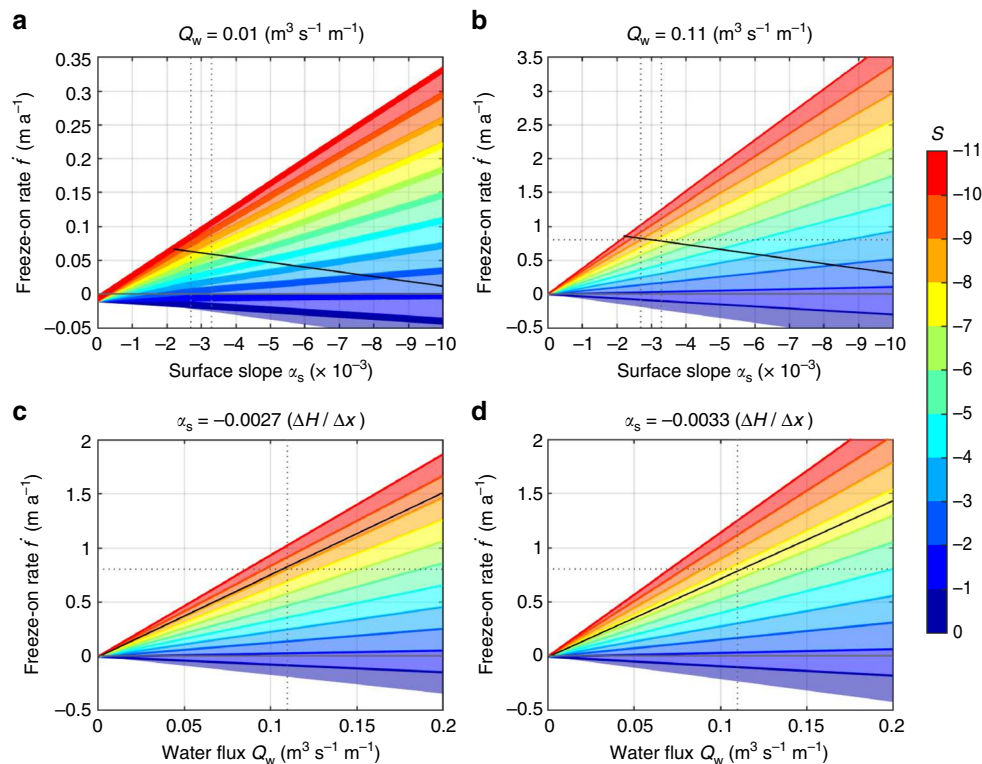 a
Q_w = 0.01 (m³ s⁻¹ m⁻¹)
Freeze-on rate ḟ (m a⁻¹)
0.35
0.3
0.25
0.2
0.15
0.1
0.05
0
–0.05
0 –1 –2 –3 –4 –5 –6 –7 –8 –9 –10
Surface slope α_s (× 10⁻³)
b
Q_w = 0.11 (m³ s⁻¹ m⁻¹)
Freeze-on rate ḟ (m a⁻¹)
3.5
3
2.5
2
1.5
1
0.5
0
–0.5
0 –1 –2 –3 –4 –5 –6 –7 –8 –9 –10
Surface slope α_s (× 10⁻³)
c
α_s = –0.0027 (ΔH / Δx )
Freeze-on rate ḟ (m a⁻¹)
2
1.5
1
0.5
0
–0.5
0 0.05 0.1 0.15 0.2
Water flux Q_w (m³ s⁻¹ m⁻¹)
d
α_s = –0.0033 (ΔH / Δx )
Freeze-on rate ḟ (m a⁻¹)
2
1.5
1
0.5
0
–0.5
0 0.05 0.1 0.15 0.2
Water flux Q_w (m³ s⁻¹ m⁻¹)
S
–11
–10
–9
–8
–7
–6
–5
–4
–3
–2
–1
0